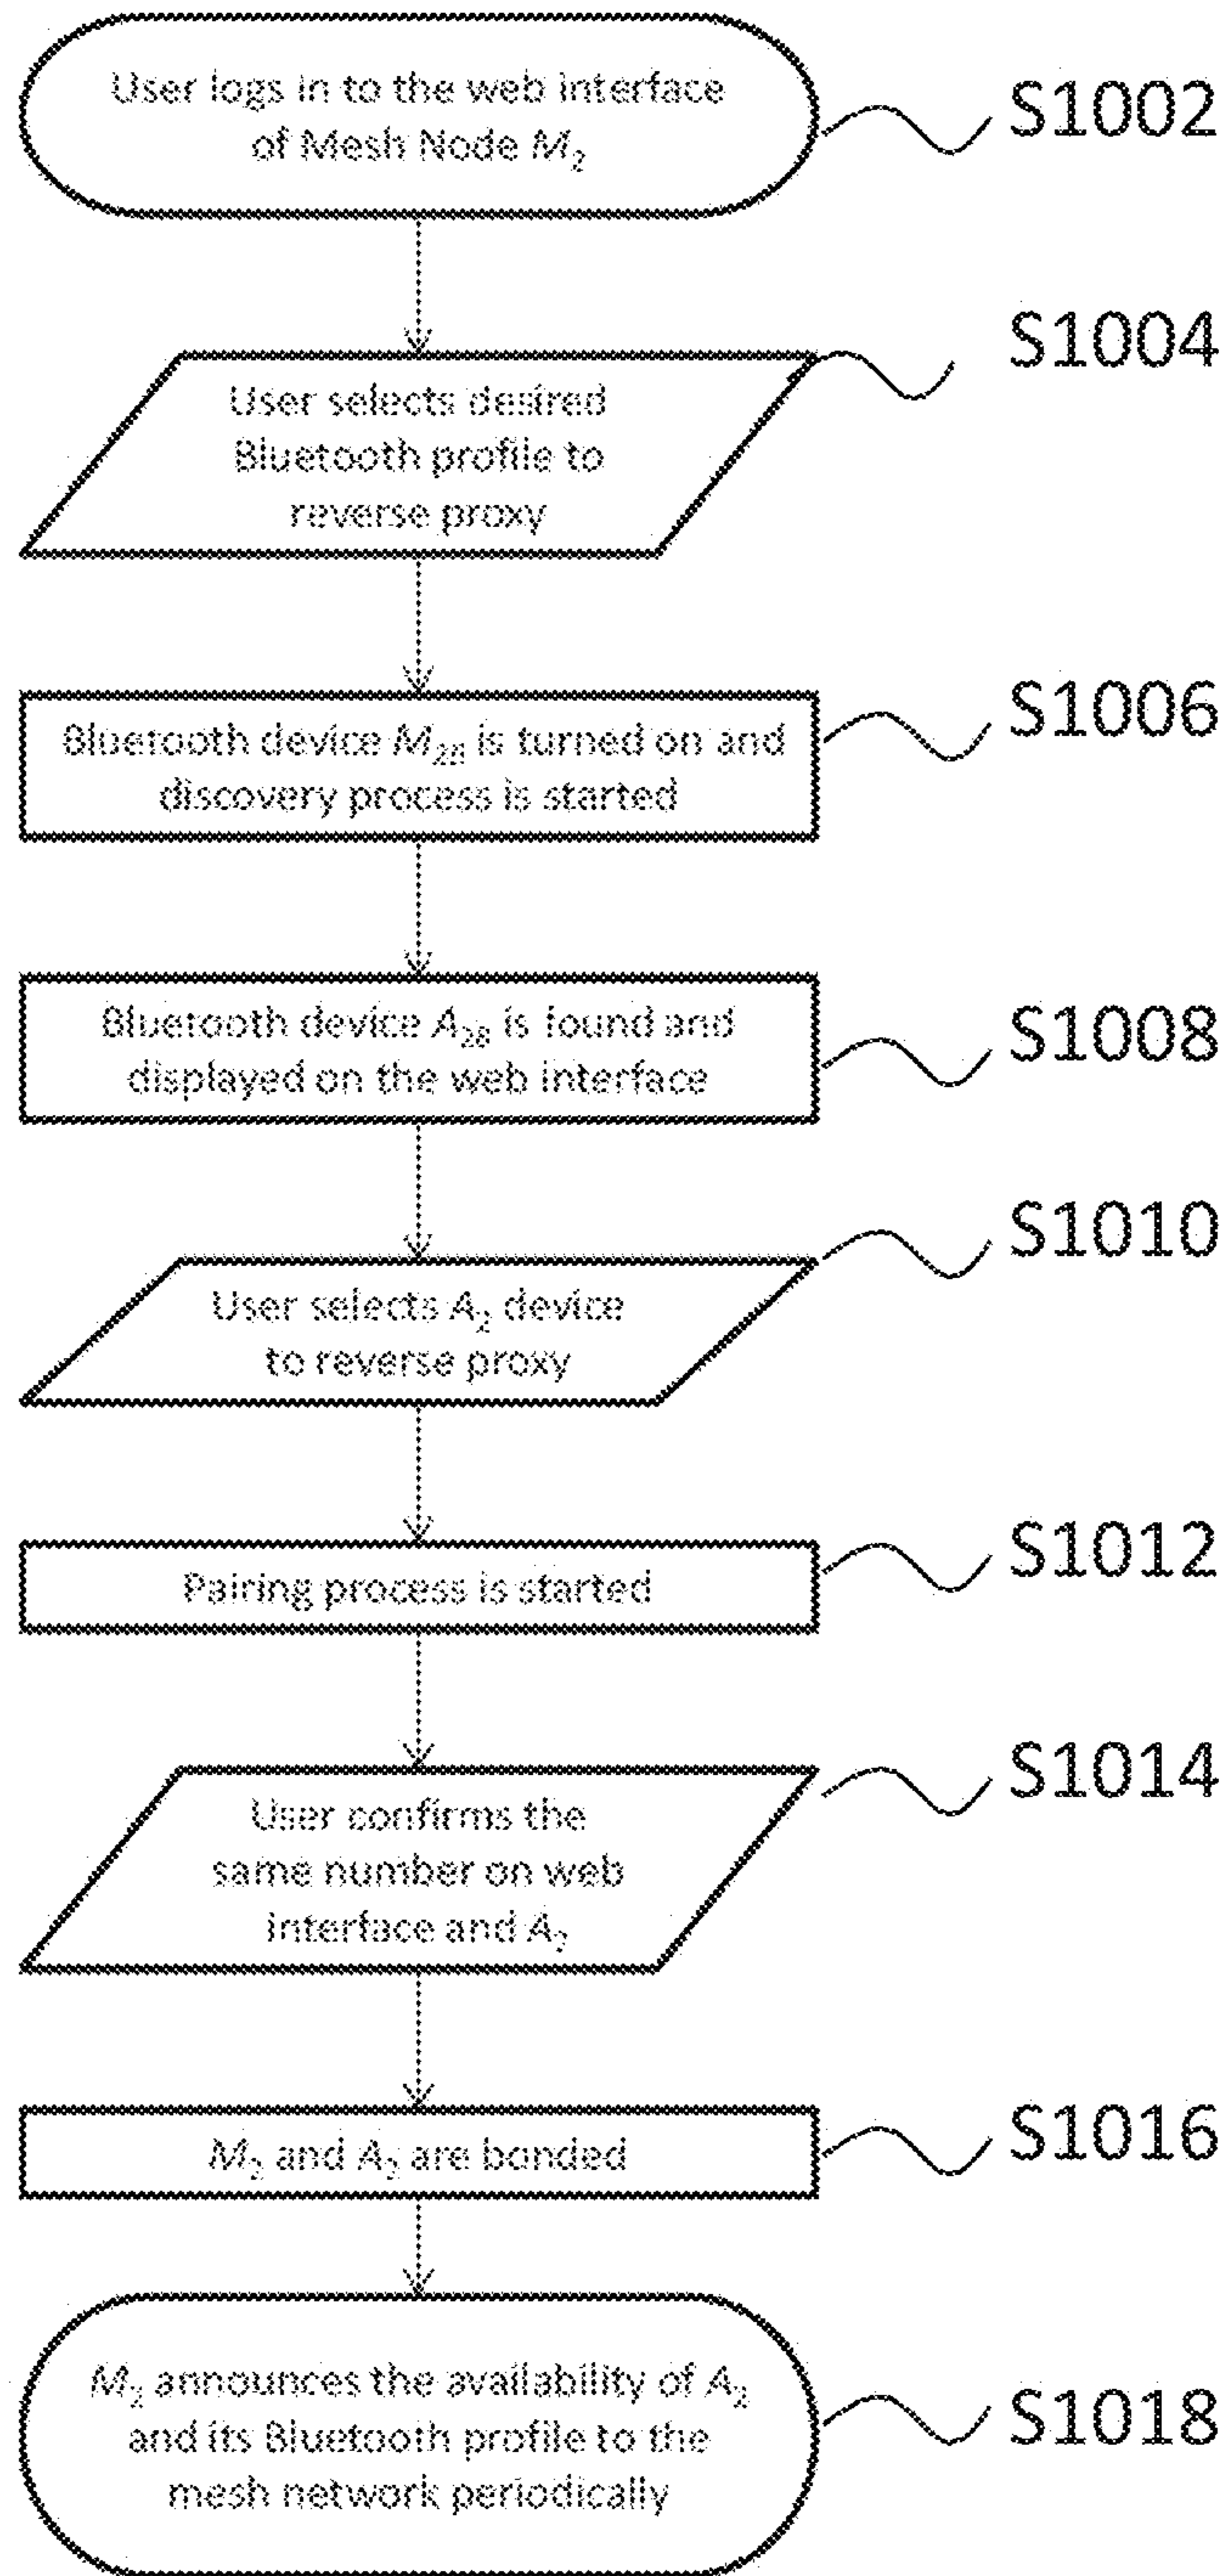 User logs in to the web interface
of Mesh Node M₂
S1002
S1004
User selects desired
Bluetooth profile to
reverse proxy
S1006
Bluetooth device M₂B is turned on and
discovery process is started
S1008
Bluetooth device A₂B is found and
displayed on the web interface
S1010
User selects A₂ device
to reverse proxy
S1012
Pairing process is started
S1014
User confirms the
same number on web
interface and A₂
S1016
M₂ and A₂ are bonded
S1018
M₂ announces the availability of A₂
and its Bluetooth profile to the
mesh network periodically